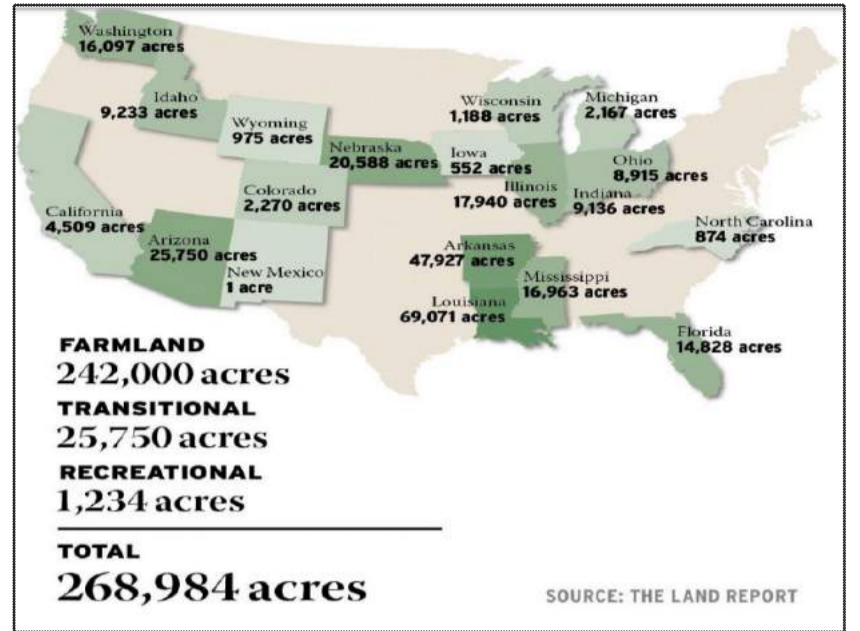 Washington
16,097 acres
Idaho
9,233 acres
Wyoming
975 acres
Nebraska
20,588 acres
Iowa
552 acres
Wisconsin
1,188 acres
Michigan
2,167 acres
Ohio
8,915 acres
Illinois
17,940 acres
Indiana
9,136 acres
Colorado
2,270 acres
California
4,509 acres
Arizona
25,750 acres
New Mexico
1 acre
Arkansas
47,927 acres
Mississippi
16,963 acres
Louisiana
69,071 acres
North Carolina
874 acres
Florida
14,828 acres
FARMLAND
242,000 acres
TRANSITIONAL
25,750 acres
RECREATIONAL
1,234 acres
TOTAL
268,984 acres
SOURCE: THE LAND REPORT